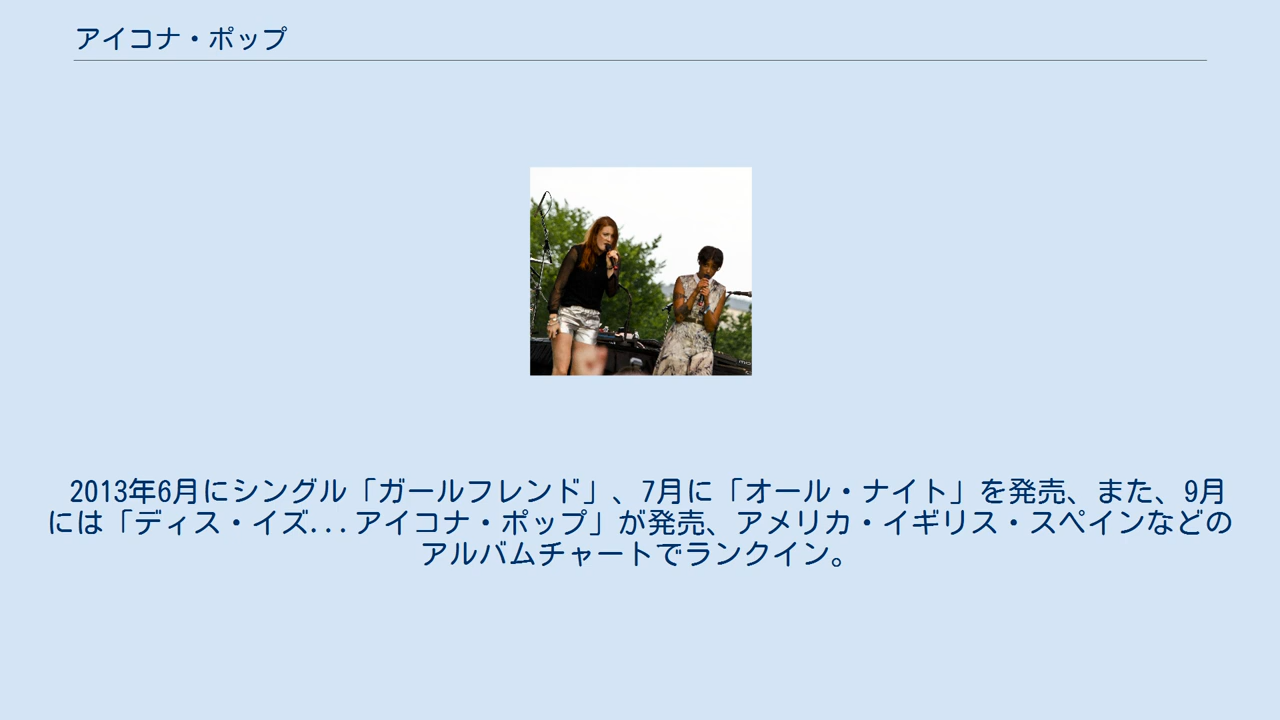 アイコナ・ポップ
2013年6月にシングル「ガールフレンド」、7月に「オール・ナイト」を発売、また、9月
には「ディス・イズ...アイコナ・ポップ」が発売、アメリカ・イギリス・スペインなどの
アルバムチャートでランクイン。